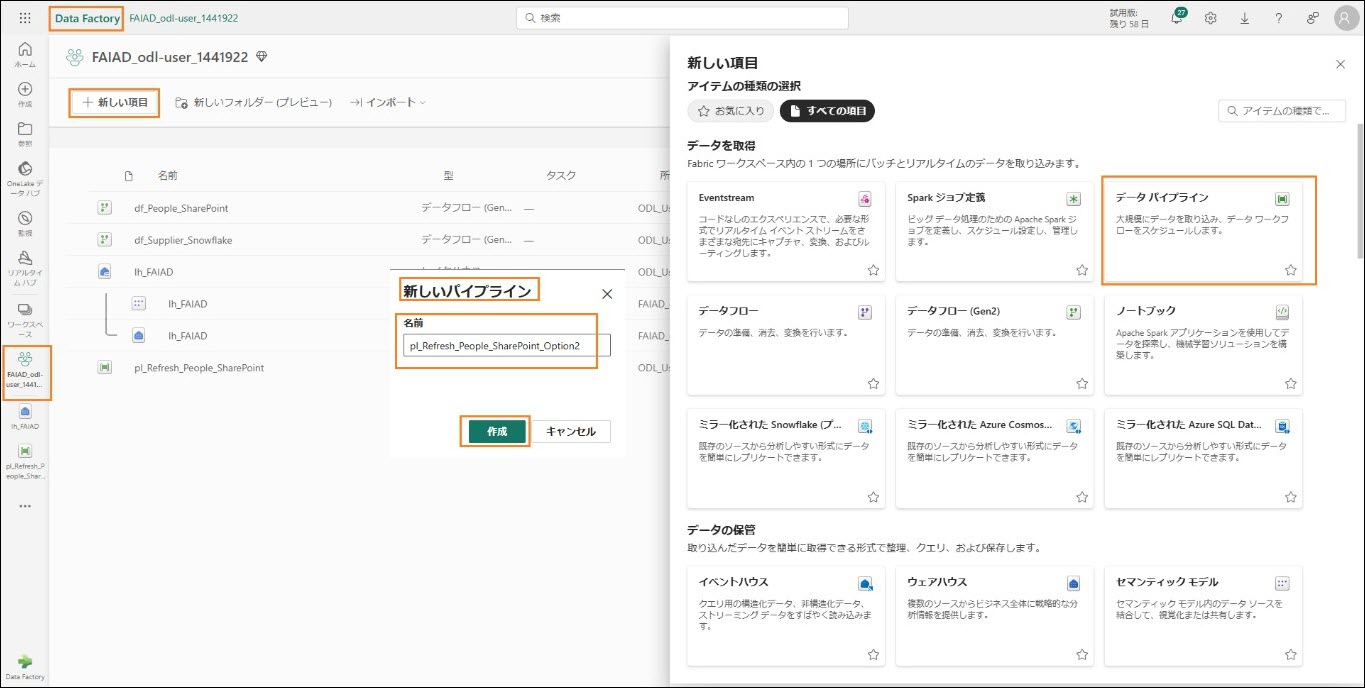 Data Factory
FAIAD_odl-user_1441922
検索
試用版:
残り 58 日
27
ホーム
作成
参照
OneLake デ
ータ ハブ
監視
リアルタイ
ム ハブ
ワークスペ
ース
FAIAD_odl-
user_1441...
lh_FAIAD
pl_Refresh_P
eople_Shar...
Data Factory
FAIAD_odl-user_1441922
新しい項目
新しいフォルダー (プレビュー)
インポート
名前
型
タスク
所
df_People_SharePoint
データフロー (Gen...
—
ODL_Us
df_Supplier_Snowflake
データフロー (Gen...
—
ODL_Us
lh_FAIAD
ODL_Us
lh_FAIAD
FAIAD_
lh_FAIAD
FAIAD_
pl_Refresh_People_SharePoint
ODL_Us
新しいパイプライン
名前
pl_Refresh_People_SharePoint_Option2
作成
キャンセル
新しい項目
アイテムの種類の選択
お気に入り
すべての項目
アイテムの種類で...
データを取得
Fabric ワークスペース内の 1 つの場所にバッチとリアルタイムのデータを取り込みます。
Eventstream
コードなしのエクスペリエンスで、必要な形
式でリアルタイム イベント ストリームをさ
まざまな宛先にキャプチャ、変換、およびル
ーティングします。
Spark ジョブ定義
ビッグ データ処理のための Apache Spark ジ
ョブを定義し、スケジュール設定し、管理し
ます。
データ パイプライン
大規模にデータを取り込み、データ ワークフ
ローをスケジュールします。
データフロー
データの準備、消去、変換を行います。
データフロー (Gen2)
データの準備、消去、変換を行います。
ノートブック
Apache Spark アプリケーションを使用してデ
ータを探索し、機械学習ソリューションを構
築します。
ミラー化された Snowflake (プ...
既存のソースから分析しやすい形式にデータ
を簡単にレプリケートできます。
ミラー化された Azure Cosmos...
既存のソースから分析しやすい形式にデータ
を簡単にレプリケートできます。
ミラー化された Azure SQL Dat...
既存のソースから分析しやすい形式にデータ
を簡単にレプリケートできます。
データの保管
取り込んだデータを簡単に取得できる形式で整理、クエリ、および保存します。
イベントハウス
クエリ用の構造化データ、非構造化データ、
ストリーミング データをすばやく読み込みま
す。
ウェアハウス
複数のソースからビジネス全体に戦略的な分
析情報を提供します。
セマンティック モデル
セマンティック モデル内のデータ ソースを
結合して、視覚化または共有します。